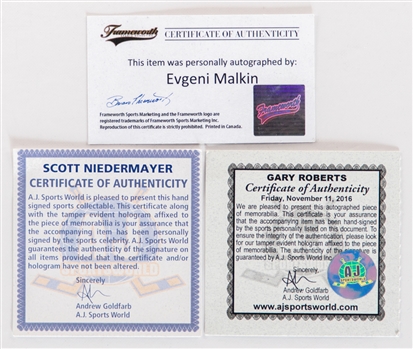 Frameworth CERTIFICATE OF AUTHENTICITY
This item was personally autographed by:
Evgeni Malkin
Frameworth Sports Marketing and the Frameworth logo are
registered trademarks of Frameworth Sports Marketing Inc.
Reproduction of this certificate is strictly prohibited. Printed in Canada.
Frameworth
SCOTT NIEDERMAYER
CERTIFICATE OF AUTHENTICITY
A.J. Sports World is pleased to present this hand
signed sports collectable. This certificate along
with the tamper evident hologram affixed to the
piece of memorabilia is your assurance that
the accompanying item has been personally
signed by the sports celebrity. A.J. Sports World
guarantees the authenticity of the signature on
all items provided that the certificate and/or
hologram have not been altered.
Sincerely
Andrew Goldfarb
A.J. Sports World
GARY ROBERTS
Certificate of Authenticity
Friday, November 11, 2016
We are pleased to present this autographed piece
of memorabilia. This certificate is your assurance
that the accompanying item has been hand-signed
by the sports personality listed on this document. To
ensure the integrity of the authentication, please look
for our tamper evident hologram affixed to the piece
of memorabilia. The authenticity of the signature is
guaranteed by A.J. Sports World Inc.
Sincerely,
A.J.
Andrew Goldfarb
A.J. Sports World
www.ajsportsworld.com